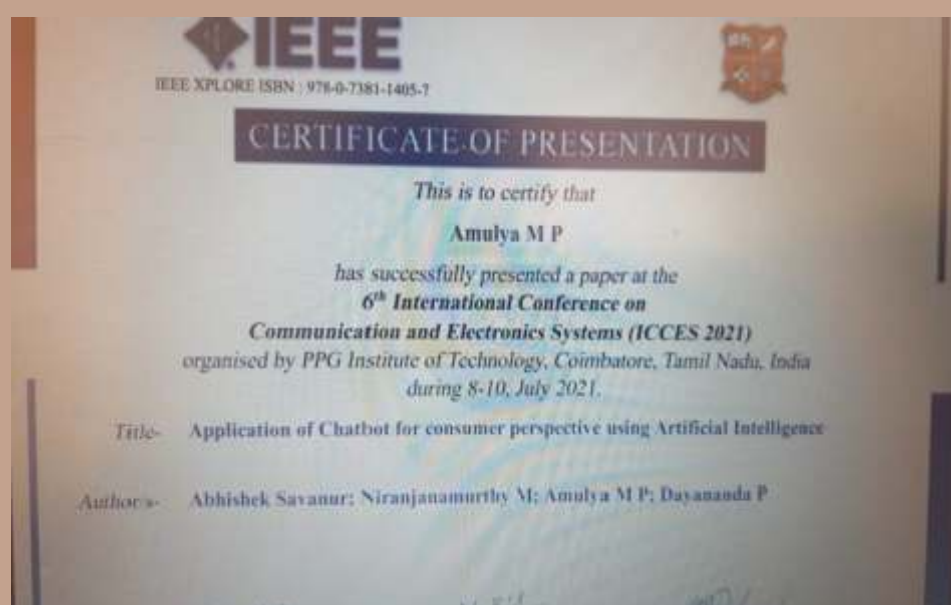 IEEE
IEEE XPLORE ISBN : 978-0-7381-1405-7
CERTIFICATE OF PRESENTATION
This is to certify that
Amulya M P
has successfully presented a paper at the
6th International Conference on
Communication and Electronics Systems (ICCES 2021)
organised by PPG Institute of Technology, Coimbatore, Tamil Nadu, India
during 8-10, July 2021.
Title- Application of Chatbot for consumer perspective using Artificial Intelligence
Author's- Abhishek Savanur; Niranjanamurthy M; Amulya M P; Dayananda P